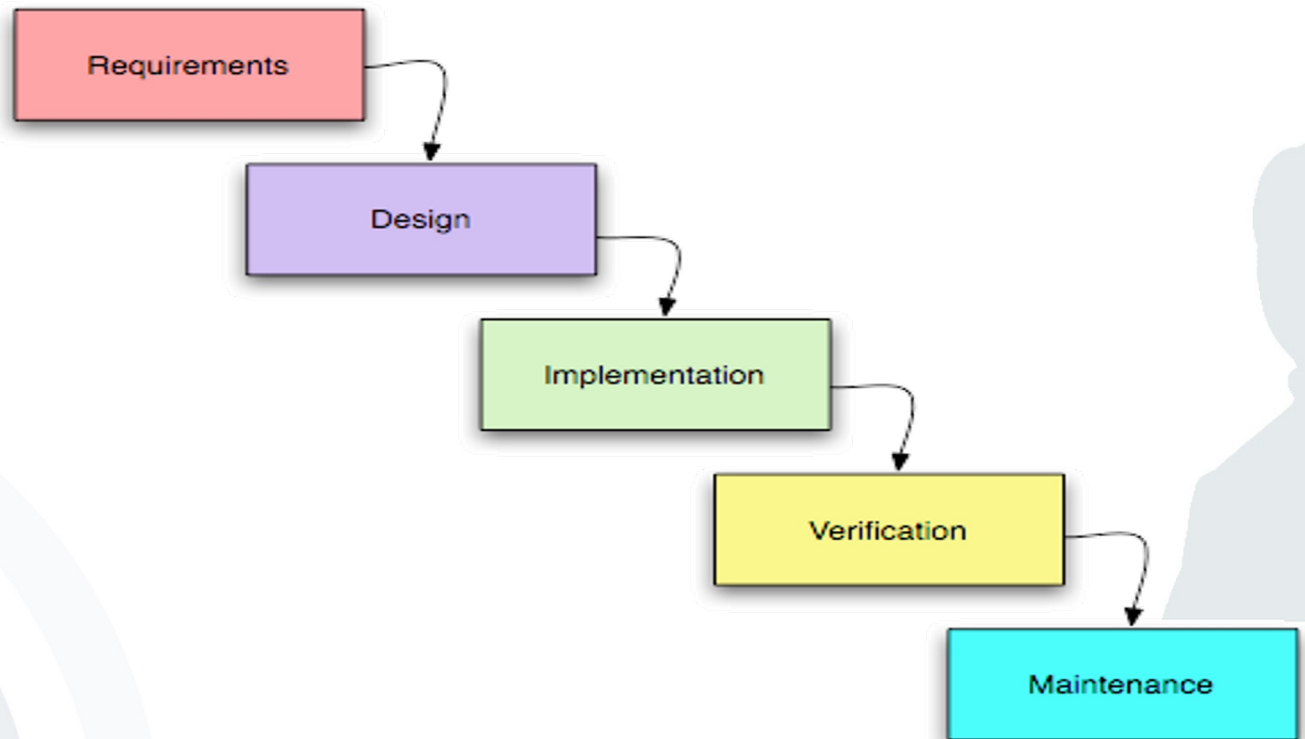 Requirements
Design
Implementation
Verification
Maintenance